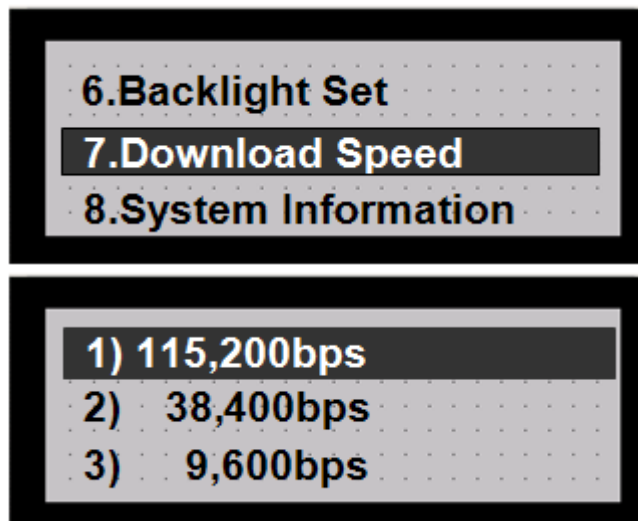 6.Backlight Set
7.Download Speed
8.System Information
1) 115,200bps
2) 38,400bps
3) 9,600bps